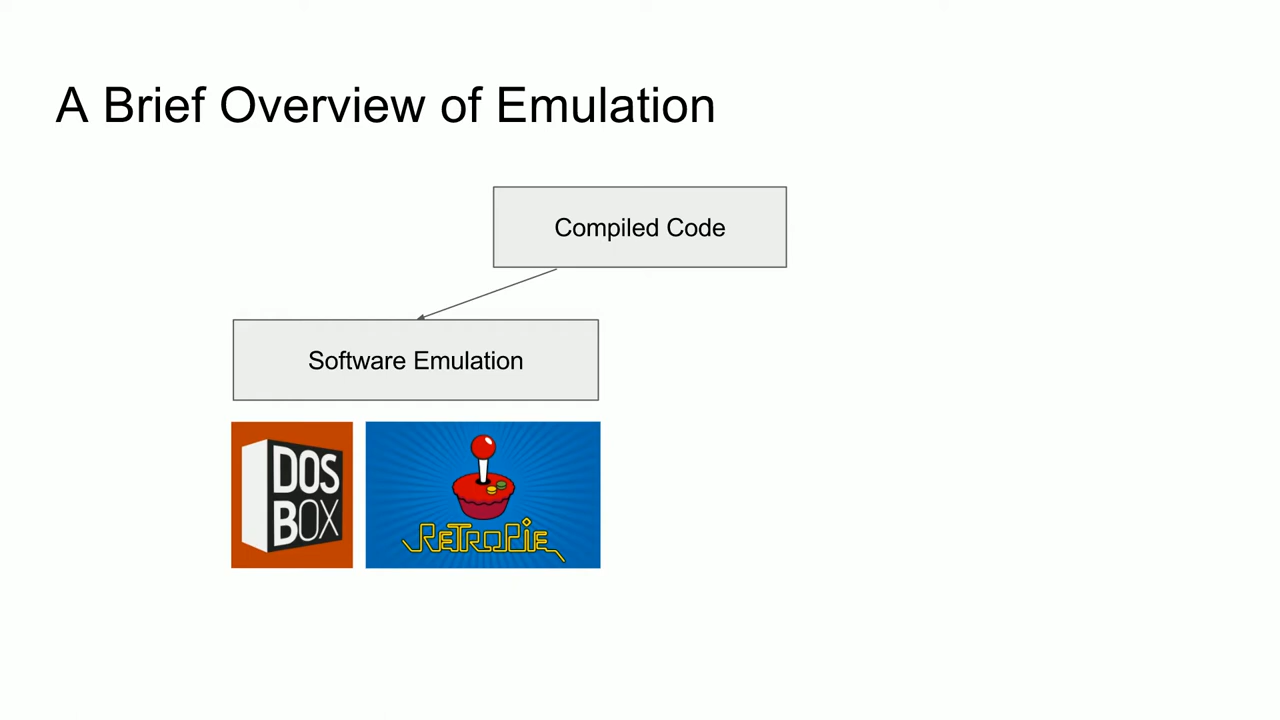 A Brief Overview of Emulation
Compiled Code
Software Emulation
DOS
BOX
RETROPIE